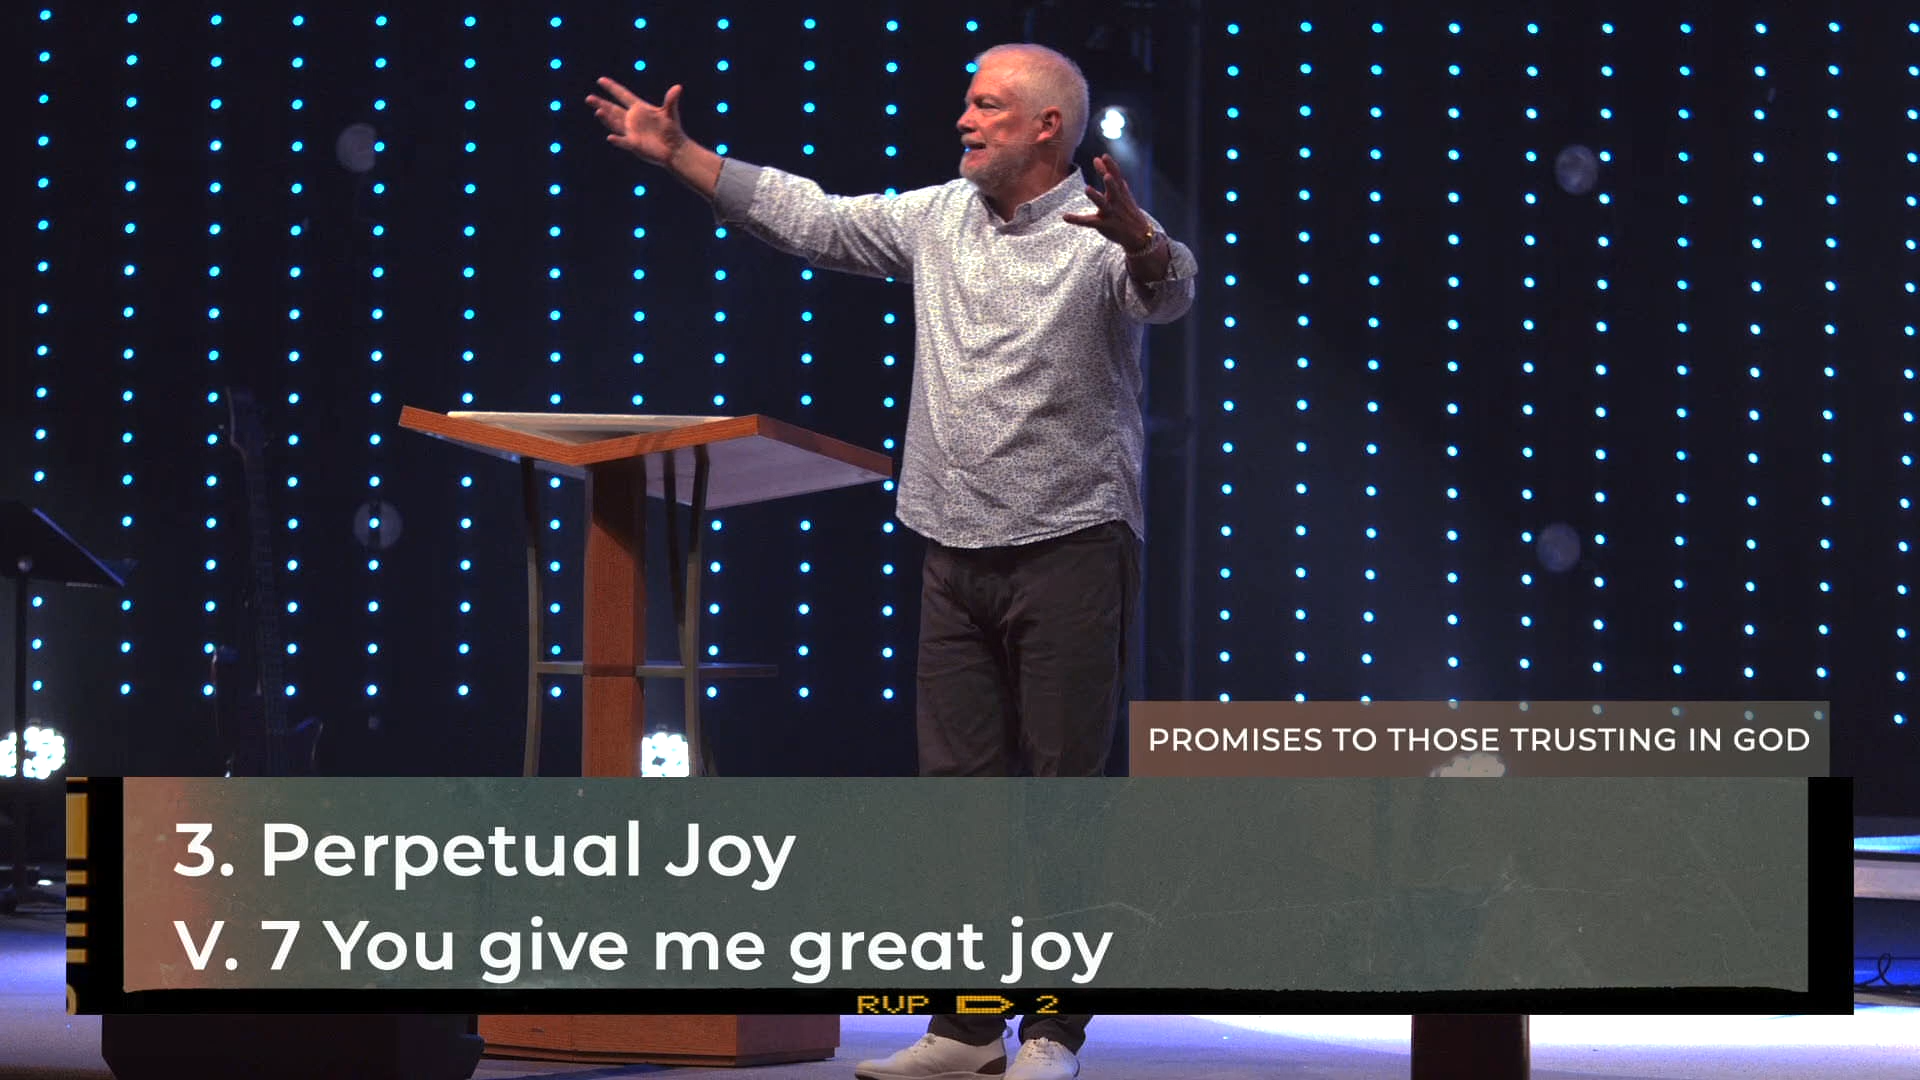 PROMISES TO THOSE TRUSTING IN GOD
3. Perpetual Joy
V. 7 You give me great joy
RVP 2